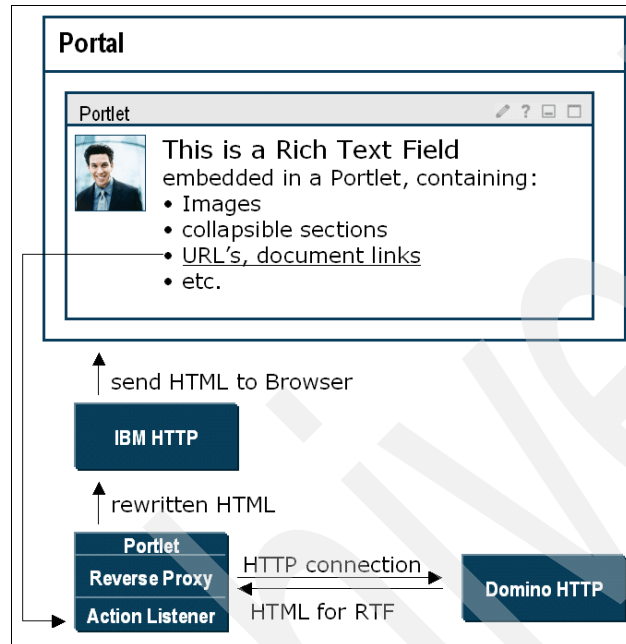 Portal
Portlet ?
This is a Rich Text Field
embedded in a Portlet, containing:
• Images
• collapsible sections
• URL's, document links
• etc.
send HTML to Browser
IBM HTTP
rewritten HTML
Portlet
Reverse Proxy
Action Listener
HTTP connection
HTML for RTF
Domino HTTP